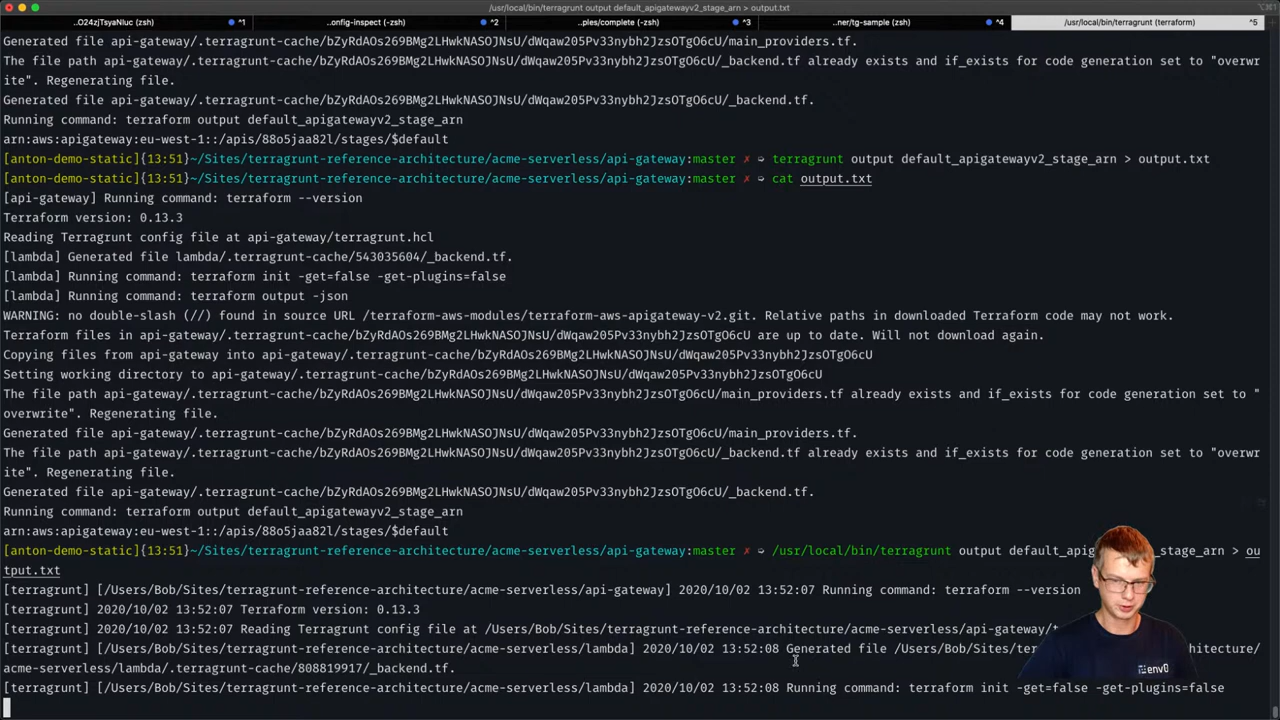 /usr/local/bin/terragrunt output default_apigatewayv2_stage_arn > output.txt
..O24zjTsyaNIuc (zsh) ^1 ..onfig-inspect (-zsh) ^2 ..ples/complete (-zsh) ^3 ..ner/tg-sample (zsh) ^4 /usr/local/bin/terragrunt (terraform) ^5
Generated file api-gateway/.terragrunt-cache/bZyRdAOs269BMg2LHwkNASOJNsU/dWqaw205Pv33nybh2JzsOTgO6cU/main_providers.tf.
The file path api-gateway/.terragrunt-cache/bZyRdAOs269BMg2LHwkNASOJNsU/dWqaw205Pv33nybh2JzsOTgO6cU/_backend.tf already exists and if_exists for code generation set to "overwr
ite". Regenerating file.
Generated file api-gateway/.terragrunt-cache/bZyRdAOs269BMg2LHwkNASOJNsU/dWqaw205Pv33nybh2JzsOTgO6cU/_backend.tf.
Running command: terraform output default_apigatewayv2_stage_arn
arn:aws:apigateway:eu-west-1::/apis/88o5jaa82l/stages/$default
[anton-demo-static]{13:51}~/Sites/terragrunt-reference-architecture/acme-serverless/api-gateway:master ✗ ➭ terragrunt output default_apigatewayv2_stage_arn > output.txt
[anton-demo-static]{13:51}~/Sites/terragrunt-reference-architecture/acme-serverless/api-gateway:master ✗ ➭ cat output.txt
[api-gateway] Running command: terraform --version
Terraform version: 0.13.3
Reading Terragrunt config file at api-gateway/terragrunt.hcl
[lambda] Generated file lambda/.terragrunt-cache/543035604/_backend.tf.
[lambda] Running command: terraform init -get=false -get-plugins=false
[lambda] Running command: terraform output -json
WARNING: no double-slash (//) found in source URL /terraform-aws-modules/terraform-aws-apigateway-v2.git. Relative paths in downloaded Terraform code may not work.
Terraform files in api-gateway/.terragrunt-cache/bZyRdAOs269BMg2LHwkNASOJNsU/dWqaw205Pv33nybh2JzsOTgO6cU are up to date. Will not download again.
Copying files from api-gateway into api-gateway/.terragrunt-cache/bZyRdAOs269BMg2LHwkNASOJNsU/dWqaw205Pv33nybh2JzsOTgO6cU
Setting working directory to api-gateway/.terragrunt-cache/bZyRdAOs269BMg2LHwkNASOJNsU/dWqaw205Pv33nybh2JzsOTgO6cU
The file path api-gateway/.terragrunt-cache/bZyRdAOs269BMg2LHwkNASOJNsU/dWqaw205Pv33nybh2JzsOTgO6cU/main_providers.tf already exists and if_exists for code generation set to "
overwrite". Regenerating file.
Generated file api-gateway/.terragrunt-cache/bZyRdAOs269BMg2LHwkNASOJNsU/dWqaw205Pv33nybh2JzsOTgO6cU/main_providers.tf.
The file path api-gateway/.terragrunt-cache/bZyRdAOs269BMg2LHwkNASOJNsU/dWqaw205Pv33nybh2JzsOTgO6cU/_backend.tf already exists and if_exists for code generation set to "overwr
ite". Regenerating file.
Generated file api-gateway/.terragrunt-cache/bZyRdAOs269BMg2LHwkNASOJNsU/dWqaw205Pv33nybh2JzsOTgO6cU/_backend.tf.
Running command: terraform output default_apigatewayv2_stage_arn
arn:aws:apigateway:eu-west-1::/apis/88o5jaa82l/stages/$default
[anton-demo-static]{13:51}~/Sites/terragrunt-reference-architecture/acme-serverless/api-gateway:master ✗ ➭ /usr/local/bin/terragrunt output default_apig _stage_arn > ou
tput.txt
[terragrunt] [/Users/Bob/Sites/terragrunt-reference-architecture/acme-serverless/api-gateway] 2020/10/02 13:52:07 Running command: terraform --version
[terragrunt] 2020/10/02 13:52:07 Terraform version: 0.13.3
[terragrunt] 2020/10/02 13:52:07 Reading Terragrunt config file at /Users/Bob/Sites/terragrunt-reference-architecture/acme-serverless/api-gateway/
[terragrunt] [/Users/Bob/Sites/terragrunt-reference-architecture/acme-serverless/lambda] 2020/10/02 13:52:08 Generated file /Users/Bob/Sites/ hitecture/
acme-serverless/lambda/.terragrunt-cache/808819917/_backend.tf.
[terragrunt] [/Users/Bob/Sites/terragrunt-reference-architecture/acme-serverless/lambda] 2020/10/02 13:52:08 Running command: terraform init -get=false -get-plugins=false
env0